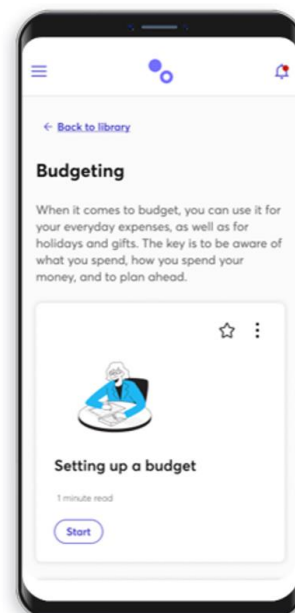 ← Back to library
Budgeting
When it comes to budget, you can use it for
your everyday expenses, as well as for
holidays and gifts. The key is to be aware of
what you spend, how you spend your
money, and to plan ahead.
Setting up a budget
1 minute read
Start